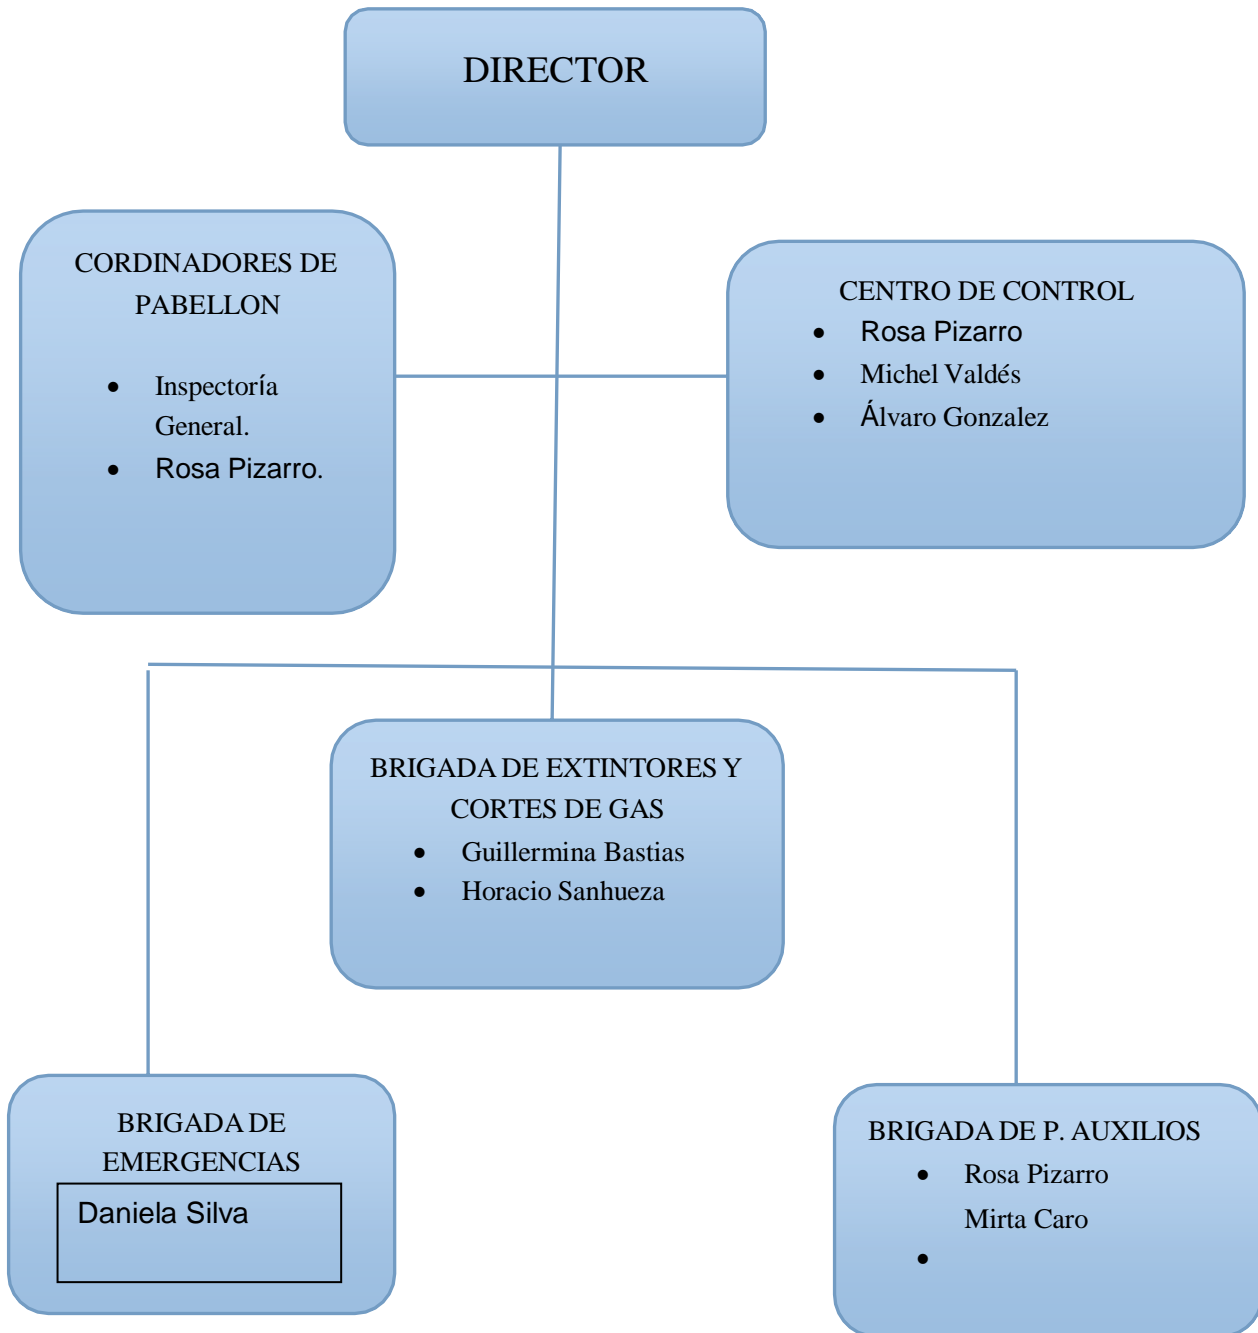 DIRECTOR
CORDINADORES DE
PABELLON
• Inspectoría
General.
• Rosa Pizarro.
CENTRO DE CONTROL
• Rosa Pizarro
• Michel Valdés
• Álvaro Gonzalez
BRIGADA DE EXTINTORES Y
CORTES DE GAS
• Guillermina Bastias
• Horacio Sanhueza
BRIGADA DE
EMERGENCIAS
Daniela Silva
BRIGADA DE P. AUXILIOS
• Rosa Pizarro
Mirta Caro
•